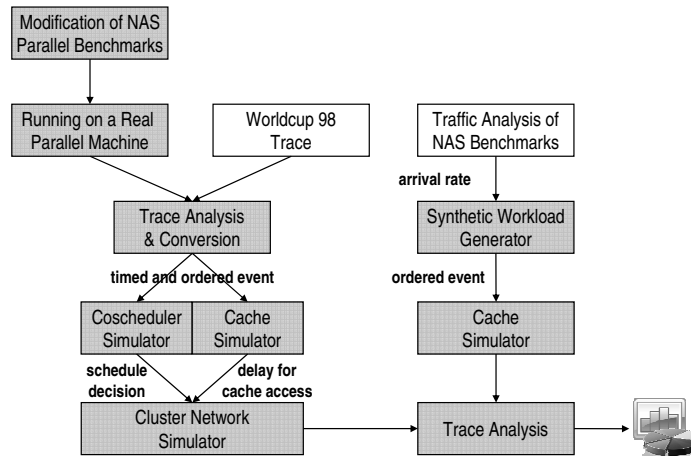 Modification of NAS
Parallel Benchmarks
Running on a Real
Parallel Machine
Worldcup 98
Trace
Traffic Analysis of
NAS Benchmarks
arrival rate
Trace Analysis
& Conversion
Synthetic Workload
Generator
timed and ordered event
ordered event
Coscheduler
Simulator
Cache
Simulator
Cache
Simulator
schedule
decision
delay for
cache access
Cluster Network
Simulator
Trace Analysis